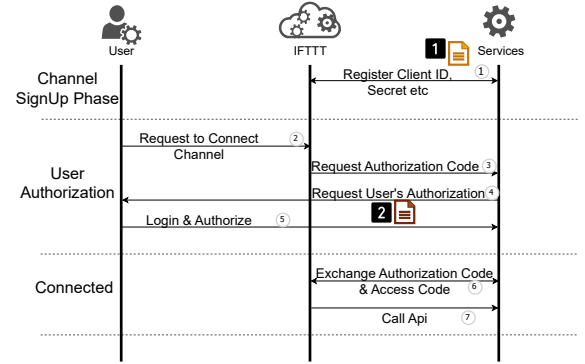 User
IFTTT
Services
1
Channel
SignUp Phase
Register Client ID,
Secret etc
1
Request to Connect
Channel
2
User
Authorization
Request Authorization Code
3
Request User's Authorization
4
Login & Authorize
5
2
Connected
Exchange Authorization Code
& Access Code
6
Call Api
7